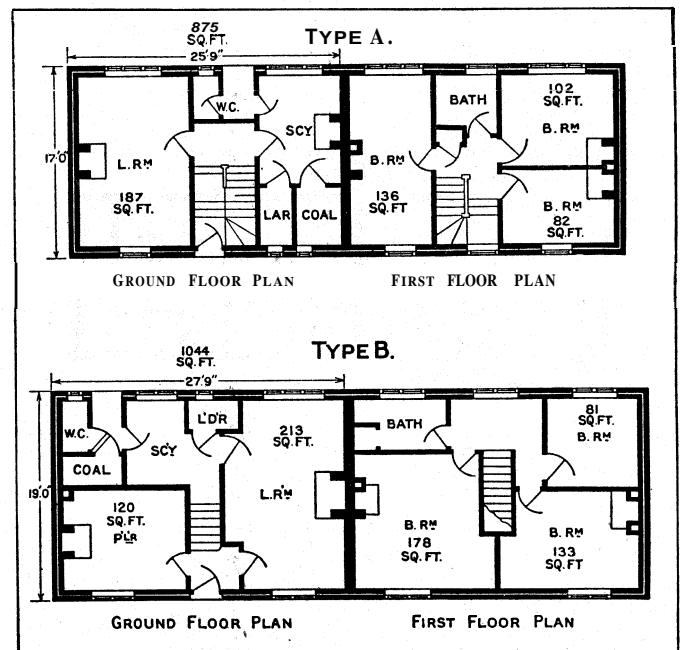 875
SQ.FT.
TYPE A.
25'9"
17'0"
W.C.
SCY
L.RM
187
SQ.FT.
LAR
COAL
BATH
B.RM
136
SQ.FT
102
SQ.FT.
B.RM
B.RM
82
SQ.FT.
GROUND FLOOR PLAN
FIRST FLOOR PLAN
TYPE B.
1044
SQ.FT.
27'9"
19'0"
W.C.
COAL
SC'Y
L'D'R
213
SQ.FT.
L.R'M
120
SQ.FT.
P'L'R
BATH
81
SQ.FT.
B.RM
B.RM
178
SQ.FT.
B.RM
133
SQ.FT
GROUND FLOOR PLAN
FIRST FLOOR PLAN